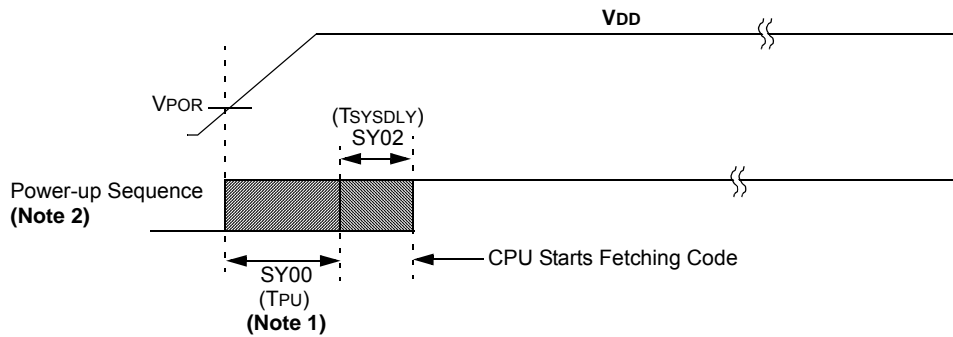 VDD
VPOR
(TSYSDLY)
SY02
Power-up Sequence
(Note 2)
CPU Starts Fetching Code
SY00
(TPU)
(Note 1)